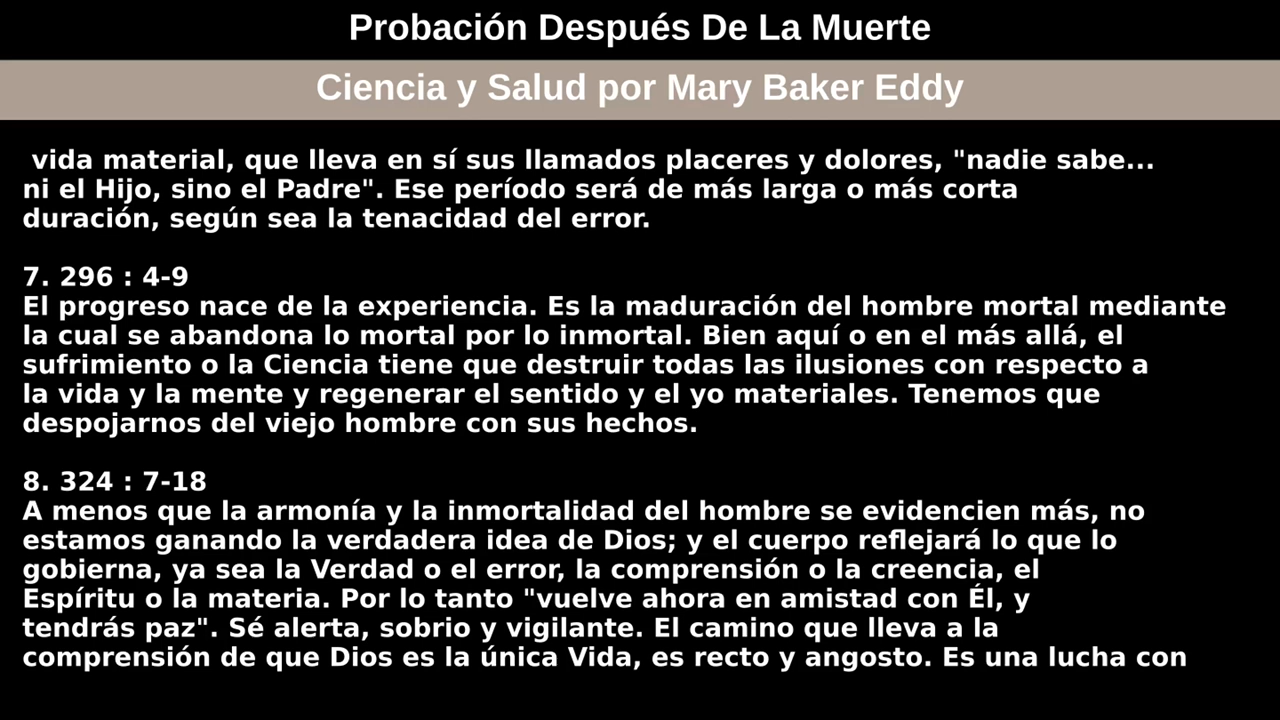 Probación Después De La Muerte
Ciencia y Salud por Mary Baker Eddy
vida material, que lleva en sí sus llamados placeres y dolores, "nadie sabe...
ni el Hijo, sino el Padre". Ese período será de más larga o más corta
duración, según sea la tenacidad del error.
7. 296 : 4-9
El progreso nace de la experiencia. Es la maduración del hombre mortal mediante
la cual se abandona lo mortal por lo inmortal. Bien aquí o en el más allá, el
sufrimiento o la Ciencia tiene que destruir todas las ilusiones con respecto a
la vida y la mente y regenerar el sentido y el yo materiales. Tenemos que
despojarnos del viejo hombre con sus hechos.
8. 324 : 7-18
A menos que la armonía y la inmortalidad del hombre se evidencien más, no
estamos ganando la verdadera idea de Dios; y el cuerpo reflejará lo que lo
gobierna, ya sea la Verdad o el error, la comprensión o la creencia, el
Espíritu o la materia. Por lo tanto "vuelve ahora en amistad con Él, y
tendrás paz". Sé alerta, sobrio y vigilante. El camino que lleva a la
comprensión de que Dios es la única Vida, es recto y angosto. Es una lucha con